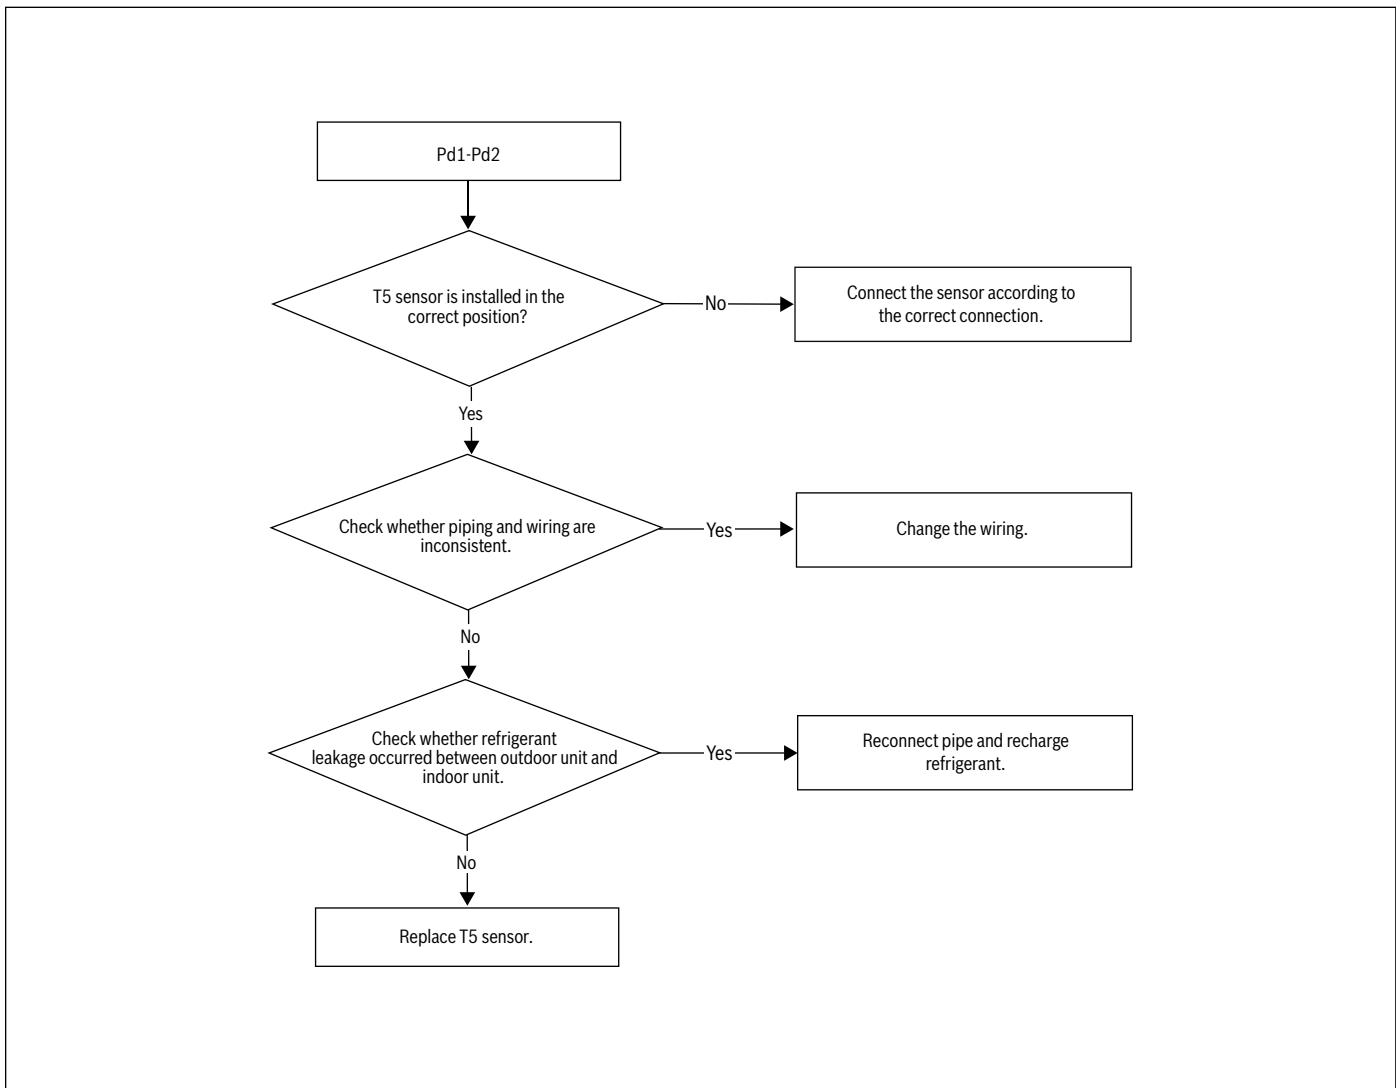 Pd1-Pd2
T5 sensor is installed in the
correct position?
No
Connect the sensor according to
the correct connection.
Yes
Check whether piping and wiring are
inconsistent.
Yes
Change the wiring.
No
Check whether refrigerant
leakage occurred between outdoor unit and
indoor unit.
Yes
Reconnect pipe and recharge
refrigerant.
No
Replace T5 sensor.